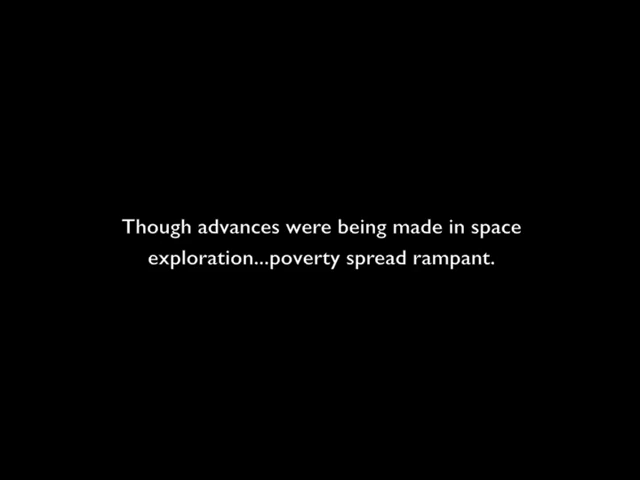 Though advances were being made in space
exploration...poverty spread rampant.